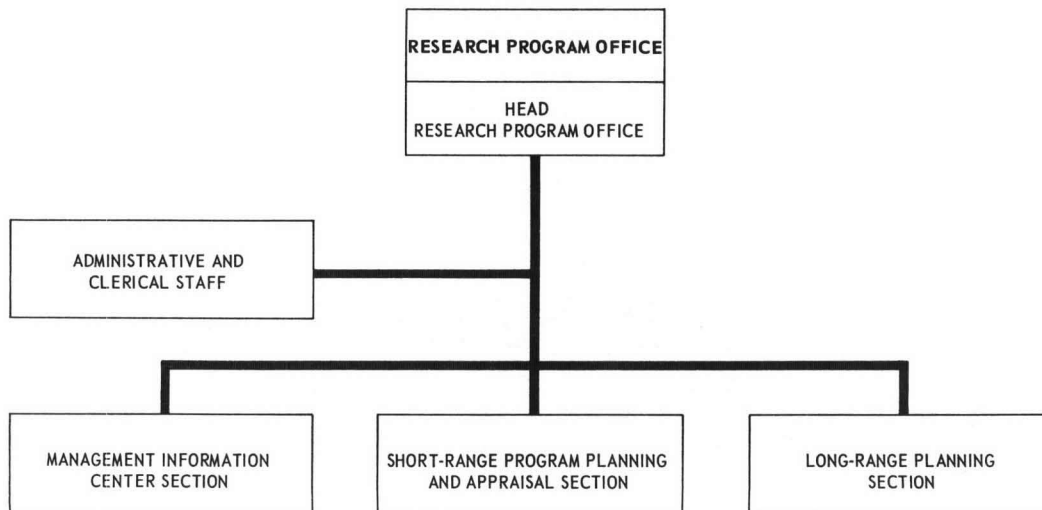 RESEARCH PROGRAM OFFICE
HEAD
RESEARCH PROGRAM OFFICE
ADMINISTRATIVE AND
CLERICAL STAFF
MANAGEMENT INFORMATION
CENTER SECTION
SHORT-RANGE PROGRAM PLANNING
AND APPRAISAL SECTION
LONG-RANGE PLANNING
SECTION